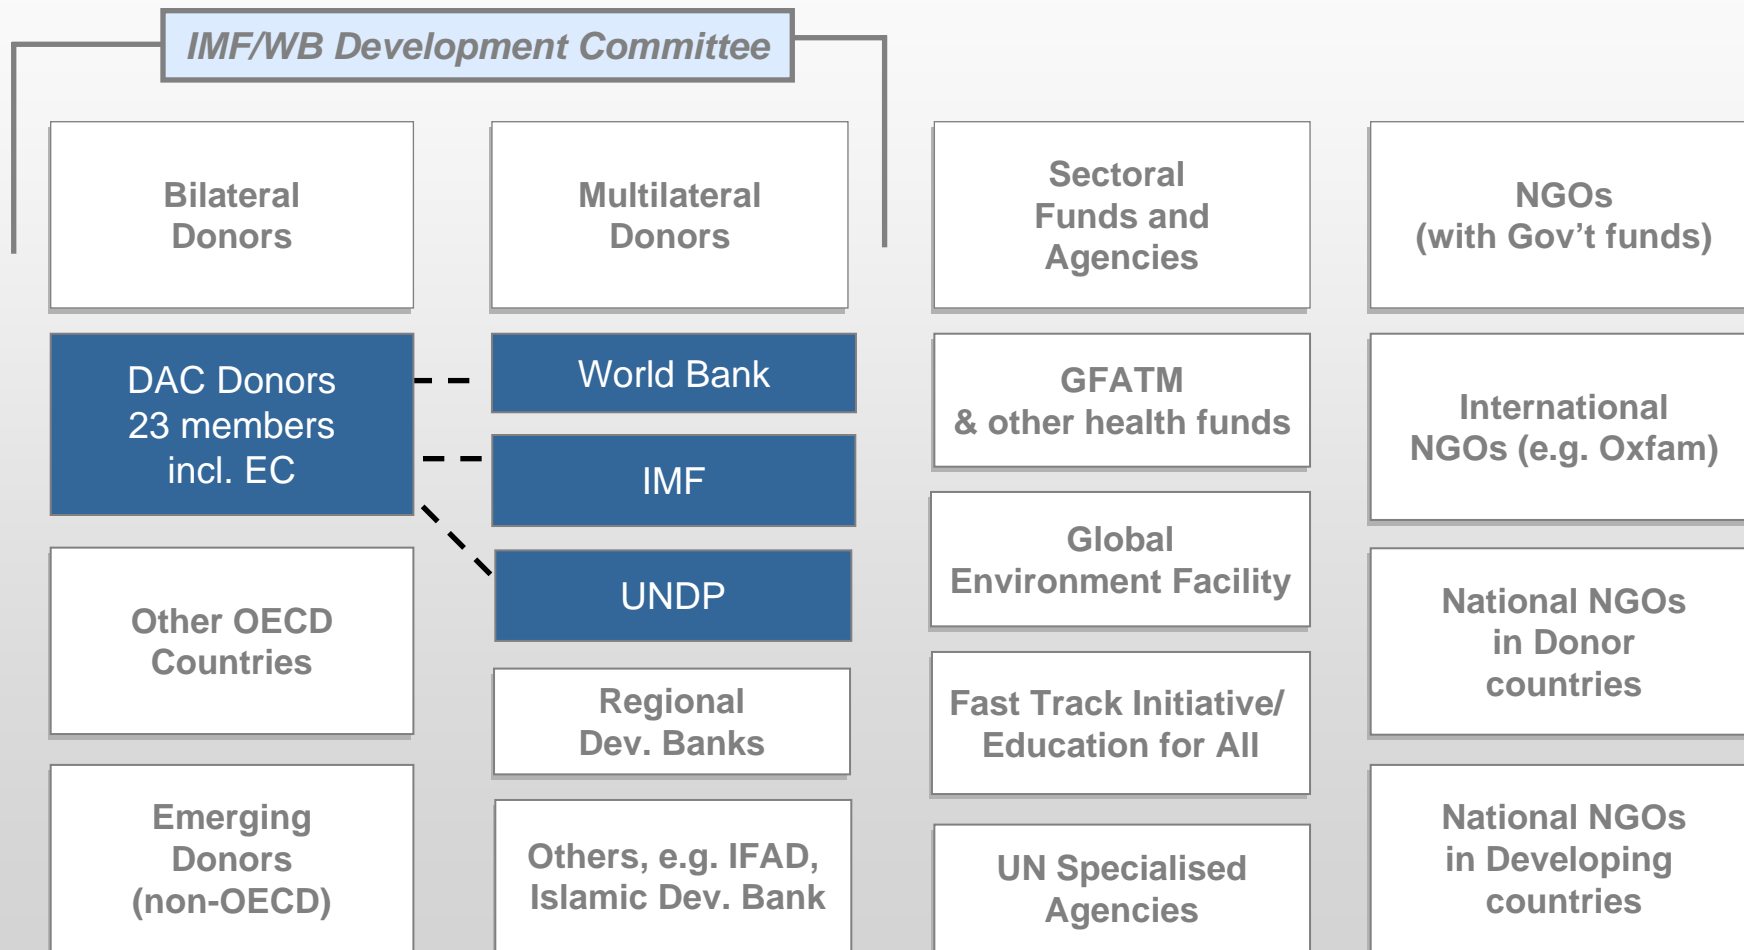 IMF/WB Development Committee
Bilateral
Donors
Multilateral
Donors
Sectoral
Funds and
Agencies
NGOs
(with Gov’t funds)
DAC Donors
23 members
incl. EC
Other OECD
Countries
Emerging
Donors
(non-OECD)
World Bank
IMF
UNDP
Regional
Dev. Banks
Others, e.g. IFAD,
Islamic Dev. Bank
GFATM
& other health funds
Global
Environment Facility
Fast Track Initiative/
Education for All
UN Specialised
Agencies
International
NGOs (e.g. Oxfam)
National NGOs
in Donor
countries
National NGOs
in Developing
countries